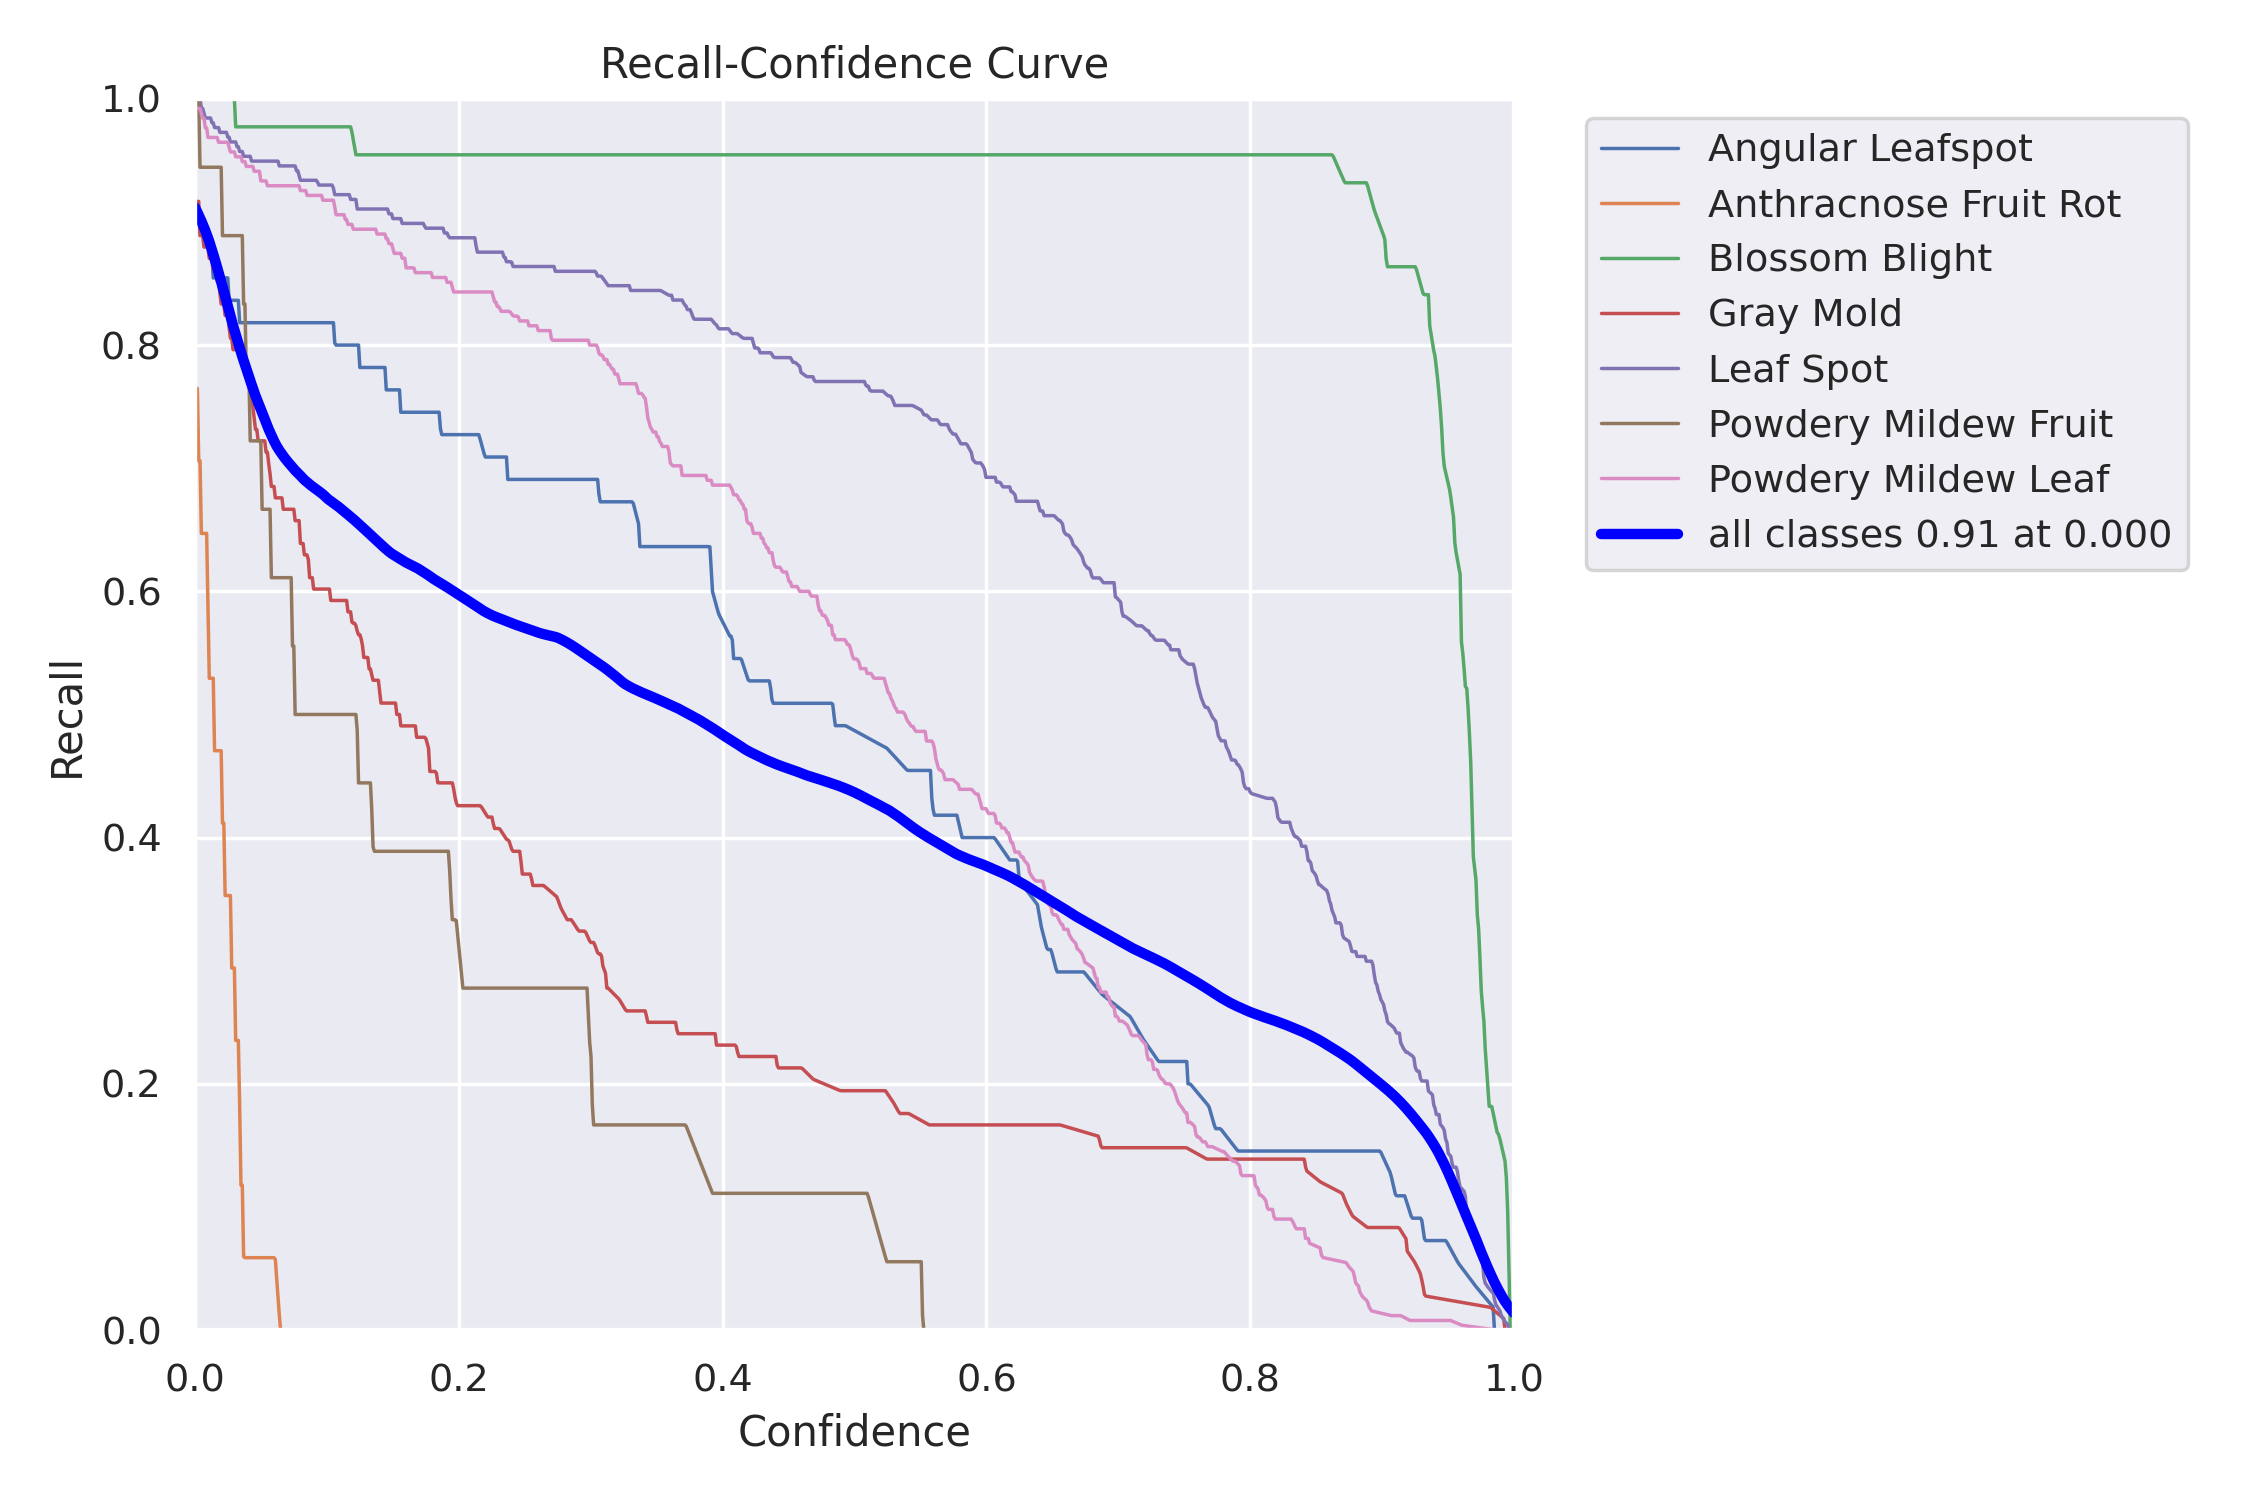 Recall-Confidence Curve
1.0
0.8
0.6
0.4
0.2
0.0
Recall
0.0 0.2 0.4 0.6 0.8 1.0
Confidence
Angular Leafspot
Anthracnose Fruit Rot
Blossom Blight
Gray Mold
Leaf Spot
Powdery Mildew Fruit
Powdery Mildew Leaf
all classes 0.91 at 0.000